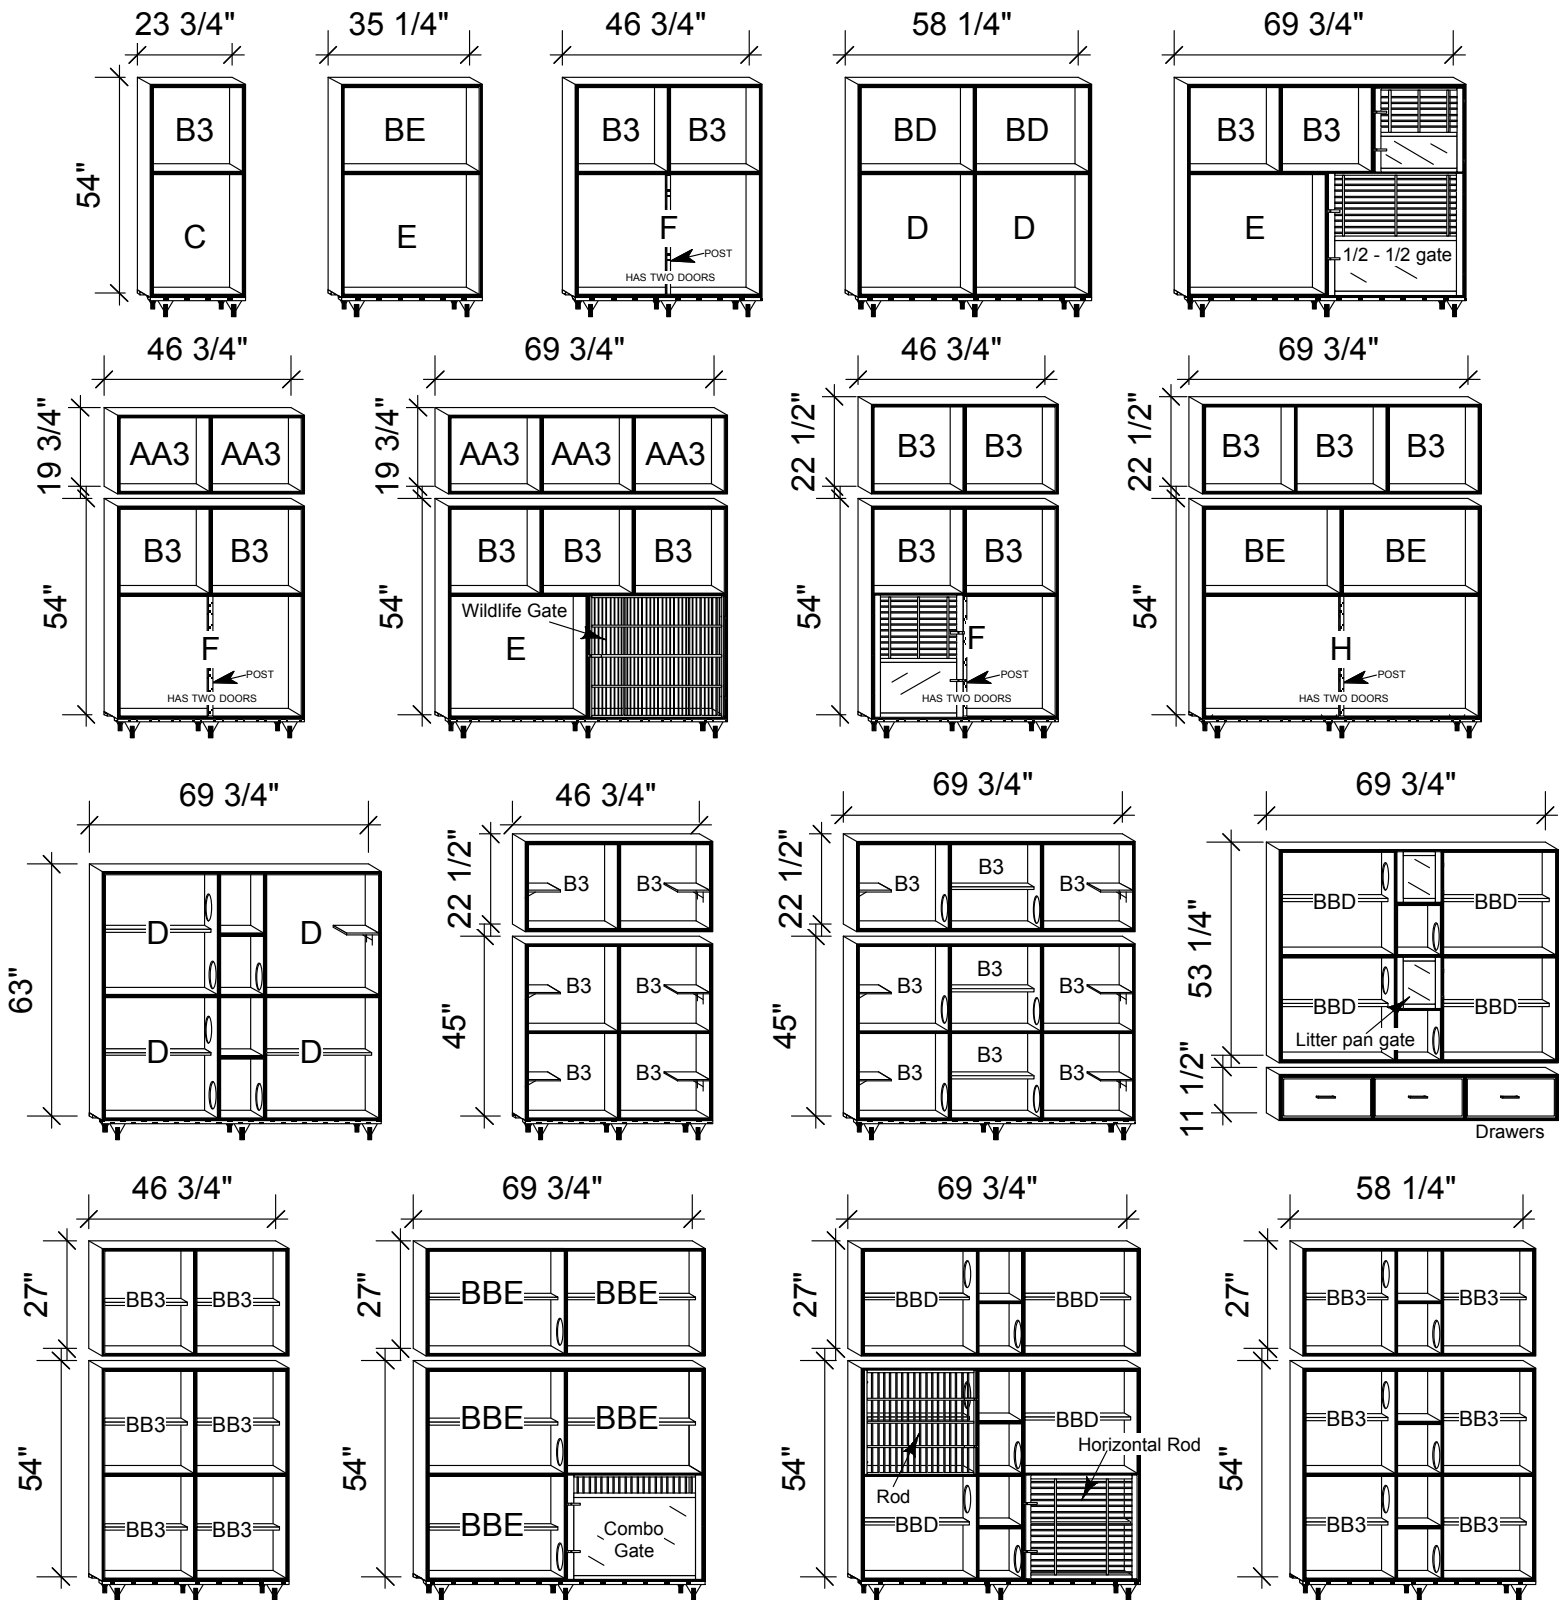 23 3/4"
35 1/4"
46 3/4"
58 1/4"
69 3/4"
54"
B3
C
BE
E
B3 B3
F
POST
HAS TWO DOORS
BD BD
D D
B3 B3
E
1/2 - 1/2 gate
46 3/4"
69 3/4"
46 3/4"
69 3/4"
19 3/4"
AA3 AA3
54"
B3 B3
F
POST
HAS TWO DOORS
19 3/4"
AA3 AA3 AA3
54"
B3 B3 B3
Wildlife Gate
E
22 1/2"
B3 B3
54"
B3 B3
F
POST
HAS TWO DOORS
22 1/2"
B3 B3 B3
54"
BE BE
H
POST
HAS TWO DOORS
69 3/4"
46 3/4"
69 3/4"
69 3/4"
63"
D D
D D
22 1/2"
B3 B3
45"
B3 B3
B3 B3
22 1/2"
B3 B3 B3
45"
B3 B3 B3
B3 B3 B3
53 1/4"
BBD BBD
BBD BBD
Litter pan gate
11 1/2"
Drawers
46 3/4"
69 3/4"
69 3/4"
58 1/4"
27"
BB3 BB3
54"
BB3 BB3
BB3 BB3
27"
BBE BBE
54"
BBE BBE
BBE
Combo
Gate
27"
BBD BBD
54"
BBD
Horizontal Rod
Rod
BBD
27"
BB3 BB3
54"
BB3 BB3
BB3 BB3